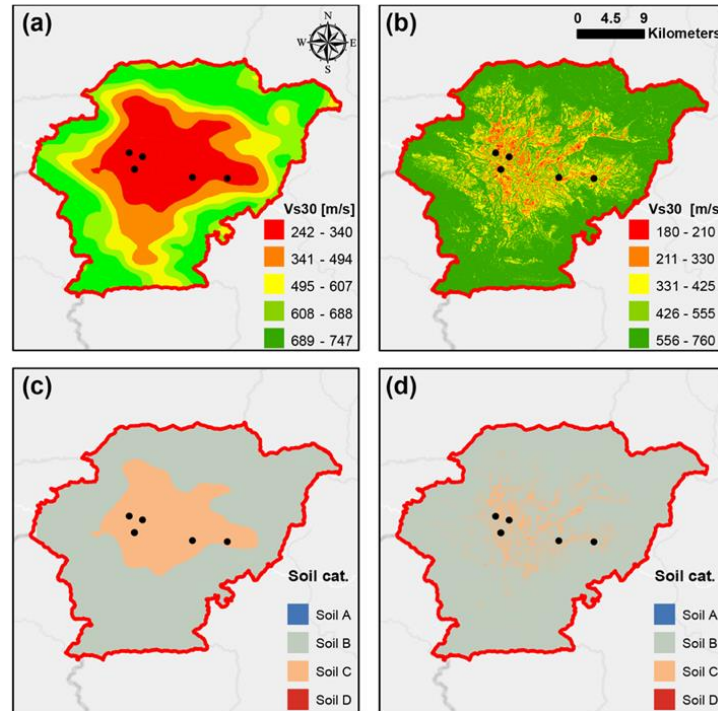 (a)
N
W E
S
Vs30 [m/s]
242 - 340
341 - 494
495 - 607
608 - 688
689 - 747
(b)
0 4.5 9
Kilometers
Vs30 [m/s]
180 - 210
211 - 330
331 - 425
426 - 555
556 - 760
(c)
Soil cat.
Soil A
Soil B
Soil C
Soil D
(d)
Soil cat.
Soil A
Soil B
Soil C
Soil D